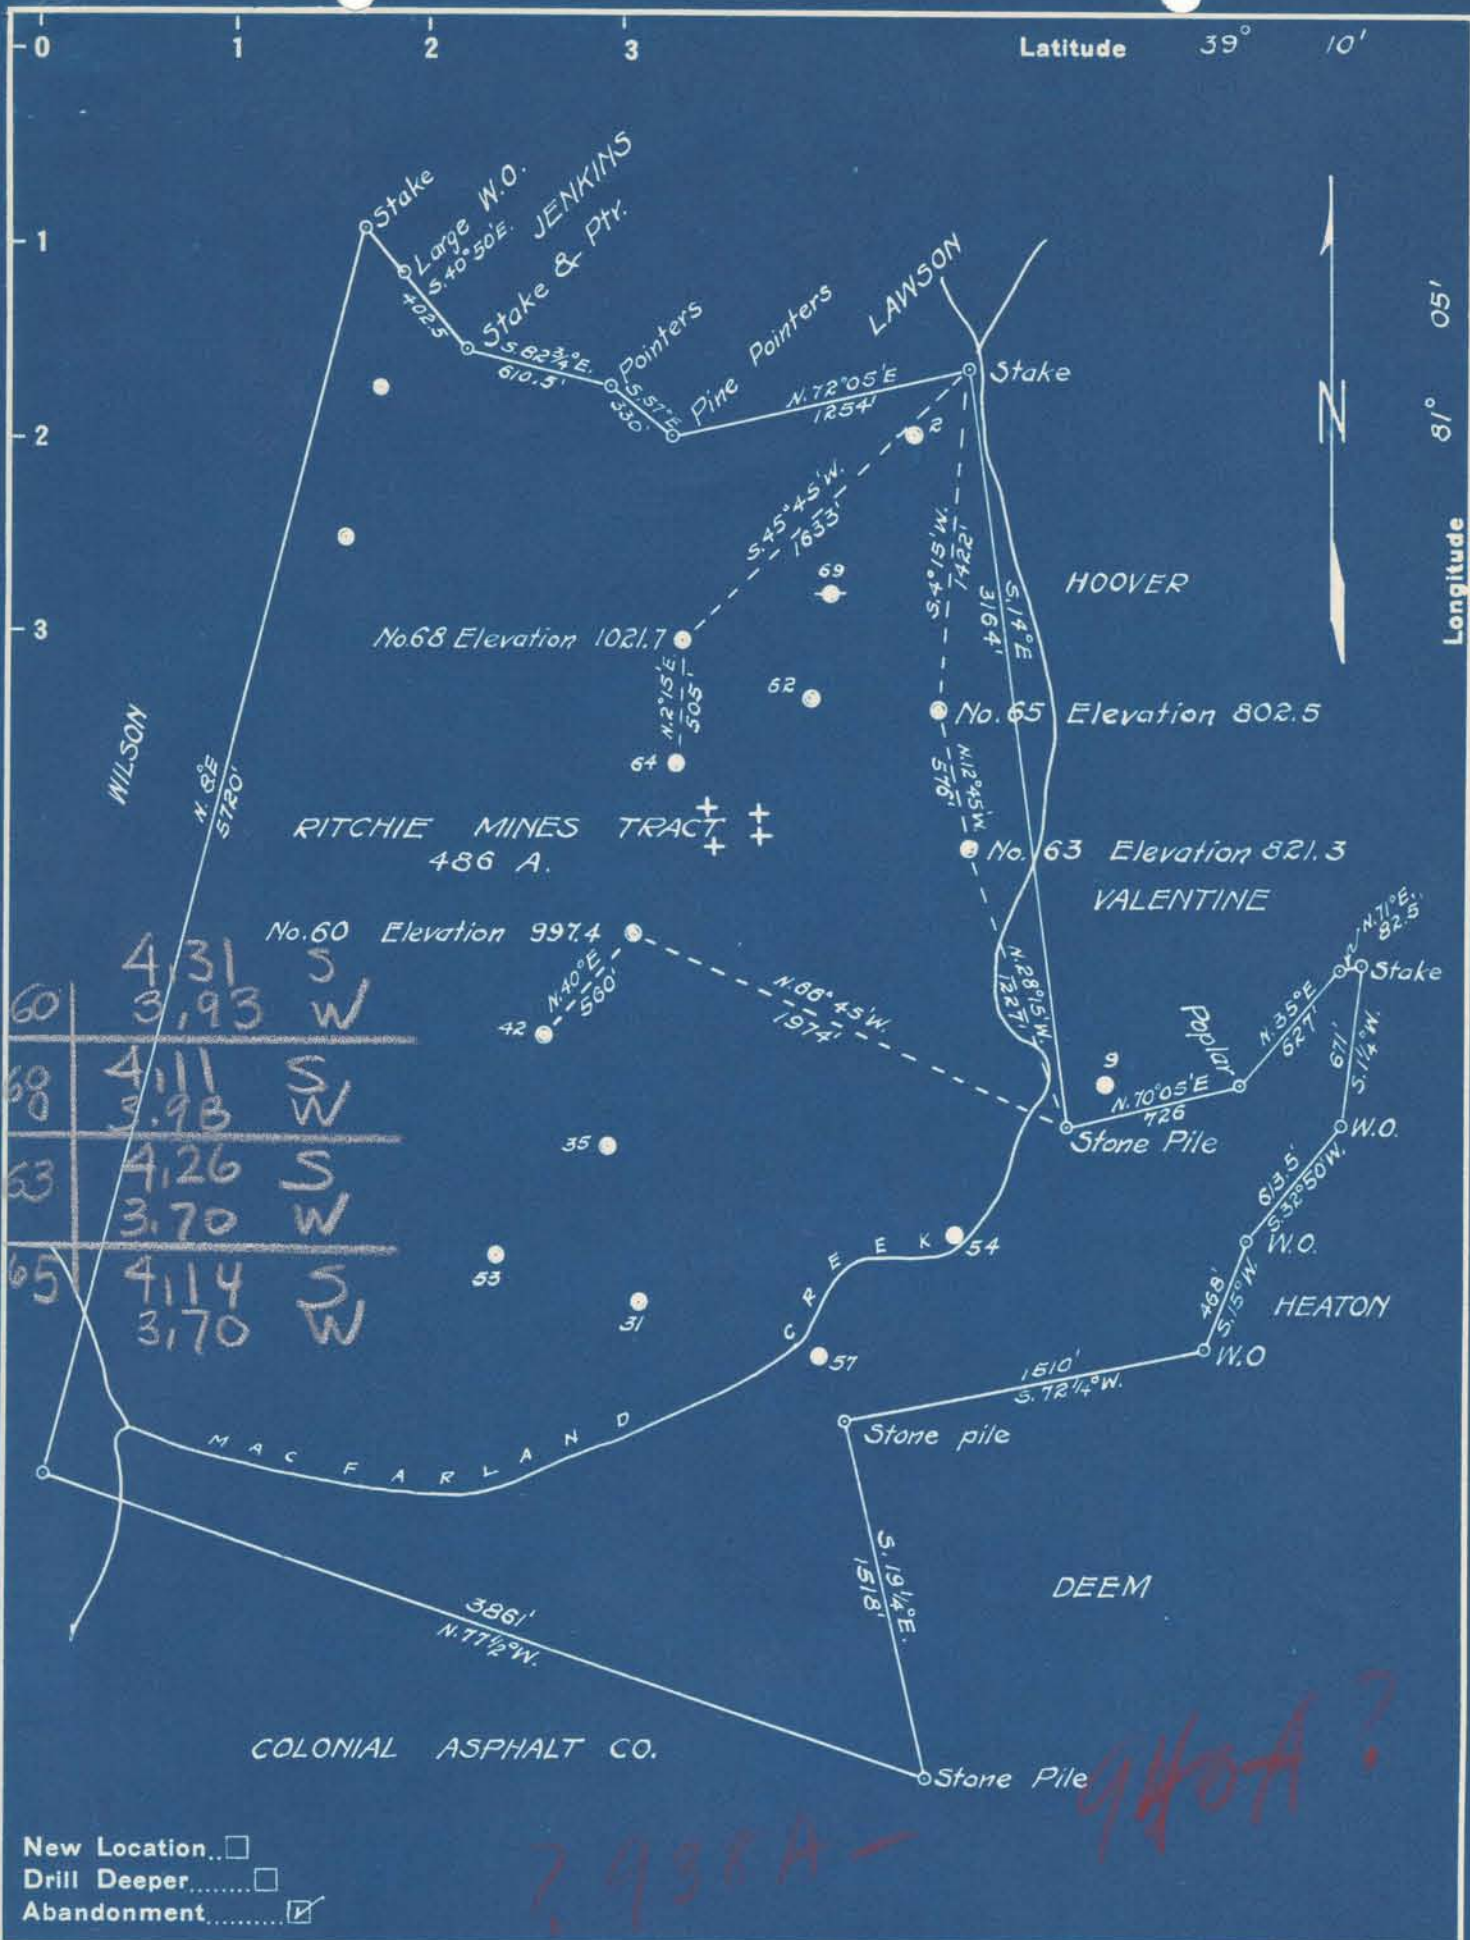 0 1 2 3 Latitude 39° 10'
1
2
3
Longitude 81° 05'
N
Stake
Large W.O.
S.40°50'E. JENKINS
402.5
Stake & Ptr.
S.82¾°E.
610.5'
Pointers
S.57°E.
330'
Pine Pointers
LAWSON
N.72°05'E
1254'
Stake
2
S.45°45'W.
1633'
69
S.4°15'W.
1422'
S.14°E
3164'
HOOVER
No.68 Elevation 1021.7
N.2°15'E.
505'
62
No.65 Elevation 802.5
64
N.12°45'W.
576'
WILSON
N.8°E
5720'
RITCHIE MINES TRACT
486 A.
No. 63 Elevation 821.3
VALENTINE
No.60 Elevation 997.4
N.40°E
560'
42
N.66°45'W.
1974'
N.28°15'W.
1227'
9
Poplar
N.71°E.
82.5'
Stake
N.35°E
627'
671'
S.1¼°W.
N.70°05'E
726
Stone Pile
W.O.
613.5'
S.32°50'W.
W.O.
468'
S.15°W.
HEATON
W.O
1510'
S.72¼°W.
35
53
31
54
57
MAC FARLAND CREEK
Stone pile
S.19¼°E.
1518'
DEEM
3861'
N.77½°W.
COLONIAL ASPHALT CO.
Stone Pile
60 4.31 S
3.93 W
68 4.11 S
3.98 W
63 4.26 S
3.70 W
65 4.14 S
3.70 W
? 938A -
New Location..
Drill Deeper........
Abandonment..........